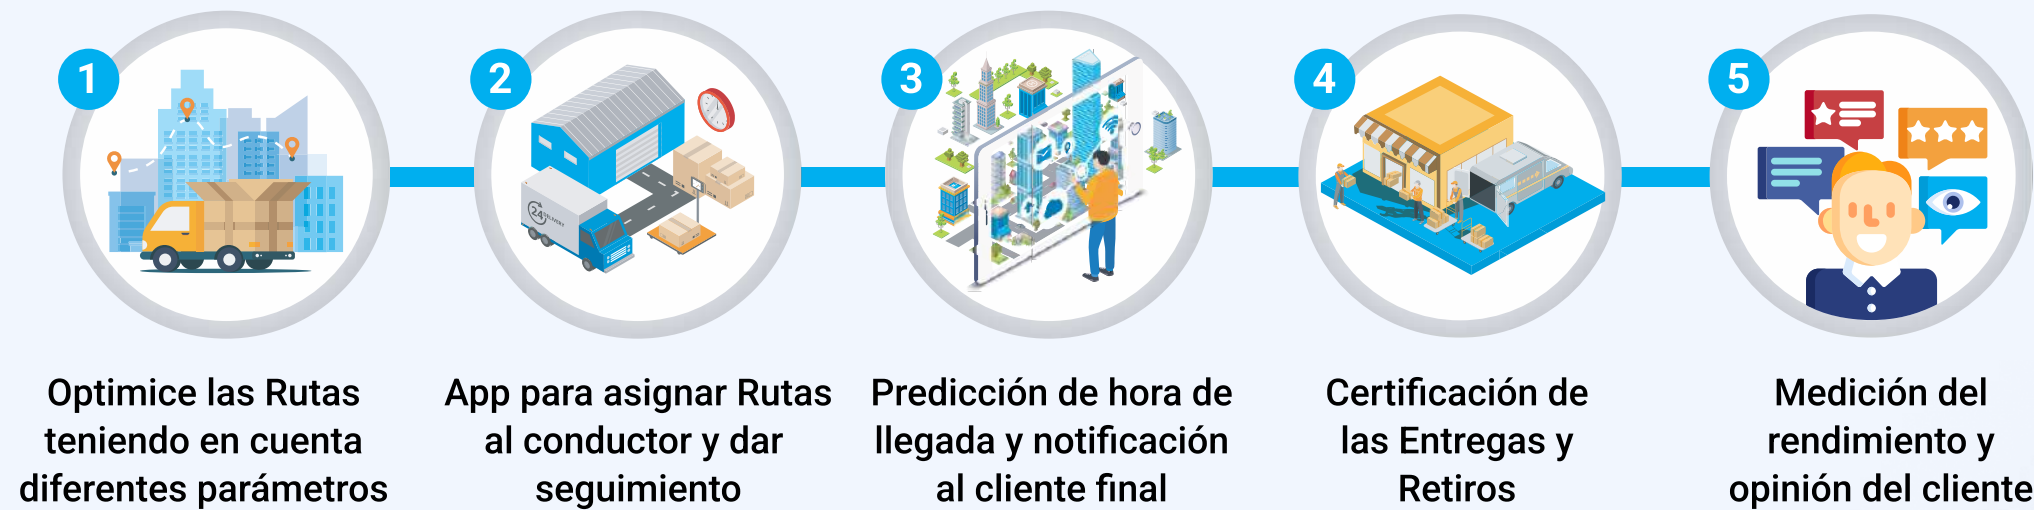 1
2
3
4
5
24 DELIVERY
Optimice las Rutas
teniendo en cuenta
diferentes parámetros
App para asignar Rutas
al conductor y dar
seguimiento
Predicción de hora de
llegada y notificación
al cliente final
Certificación de
las Entregas y
Retiros
Medición del
rendimiento y
opinión del cliente